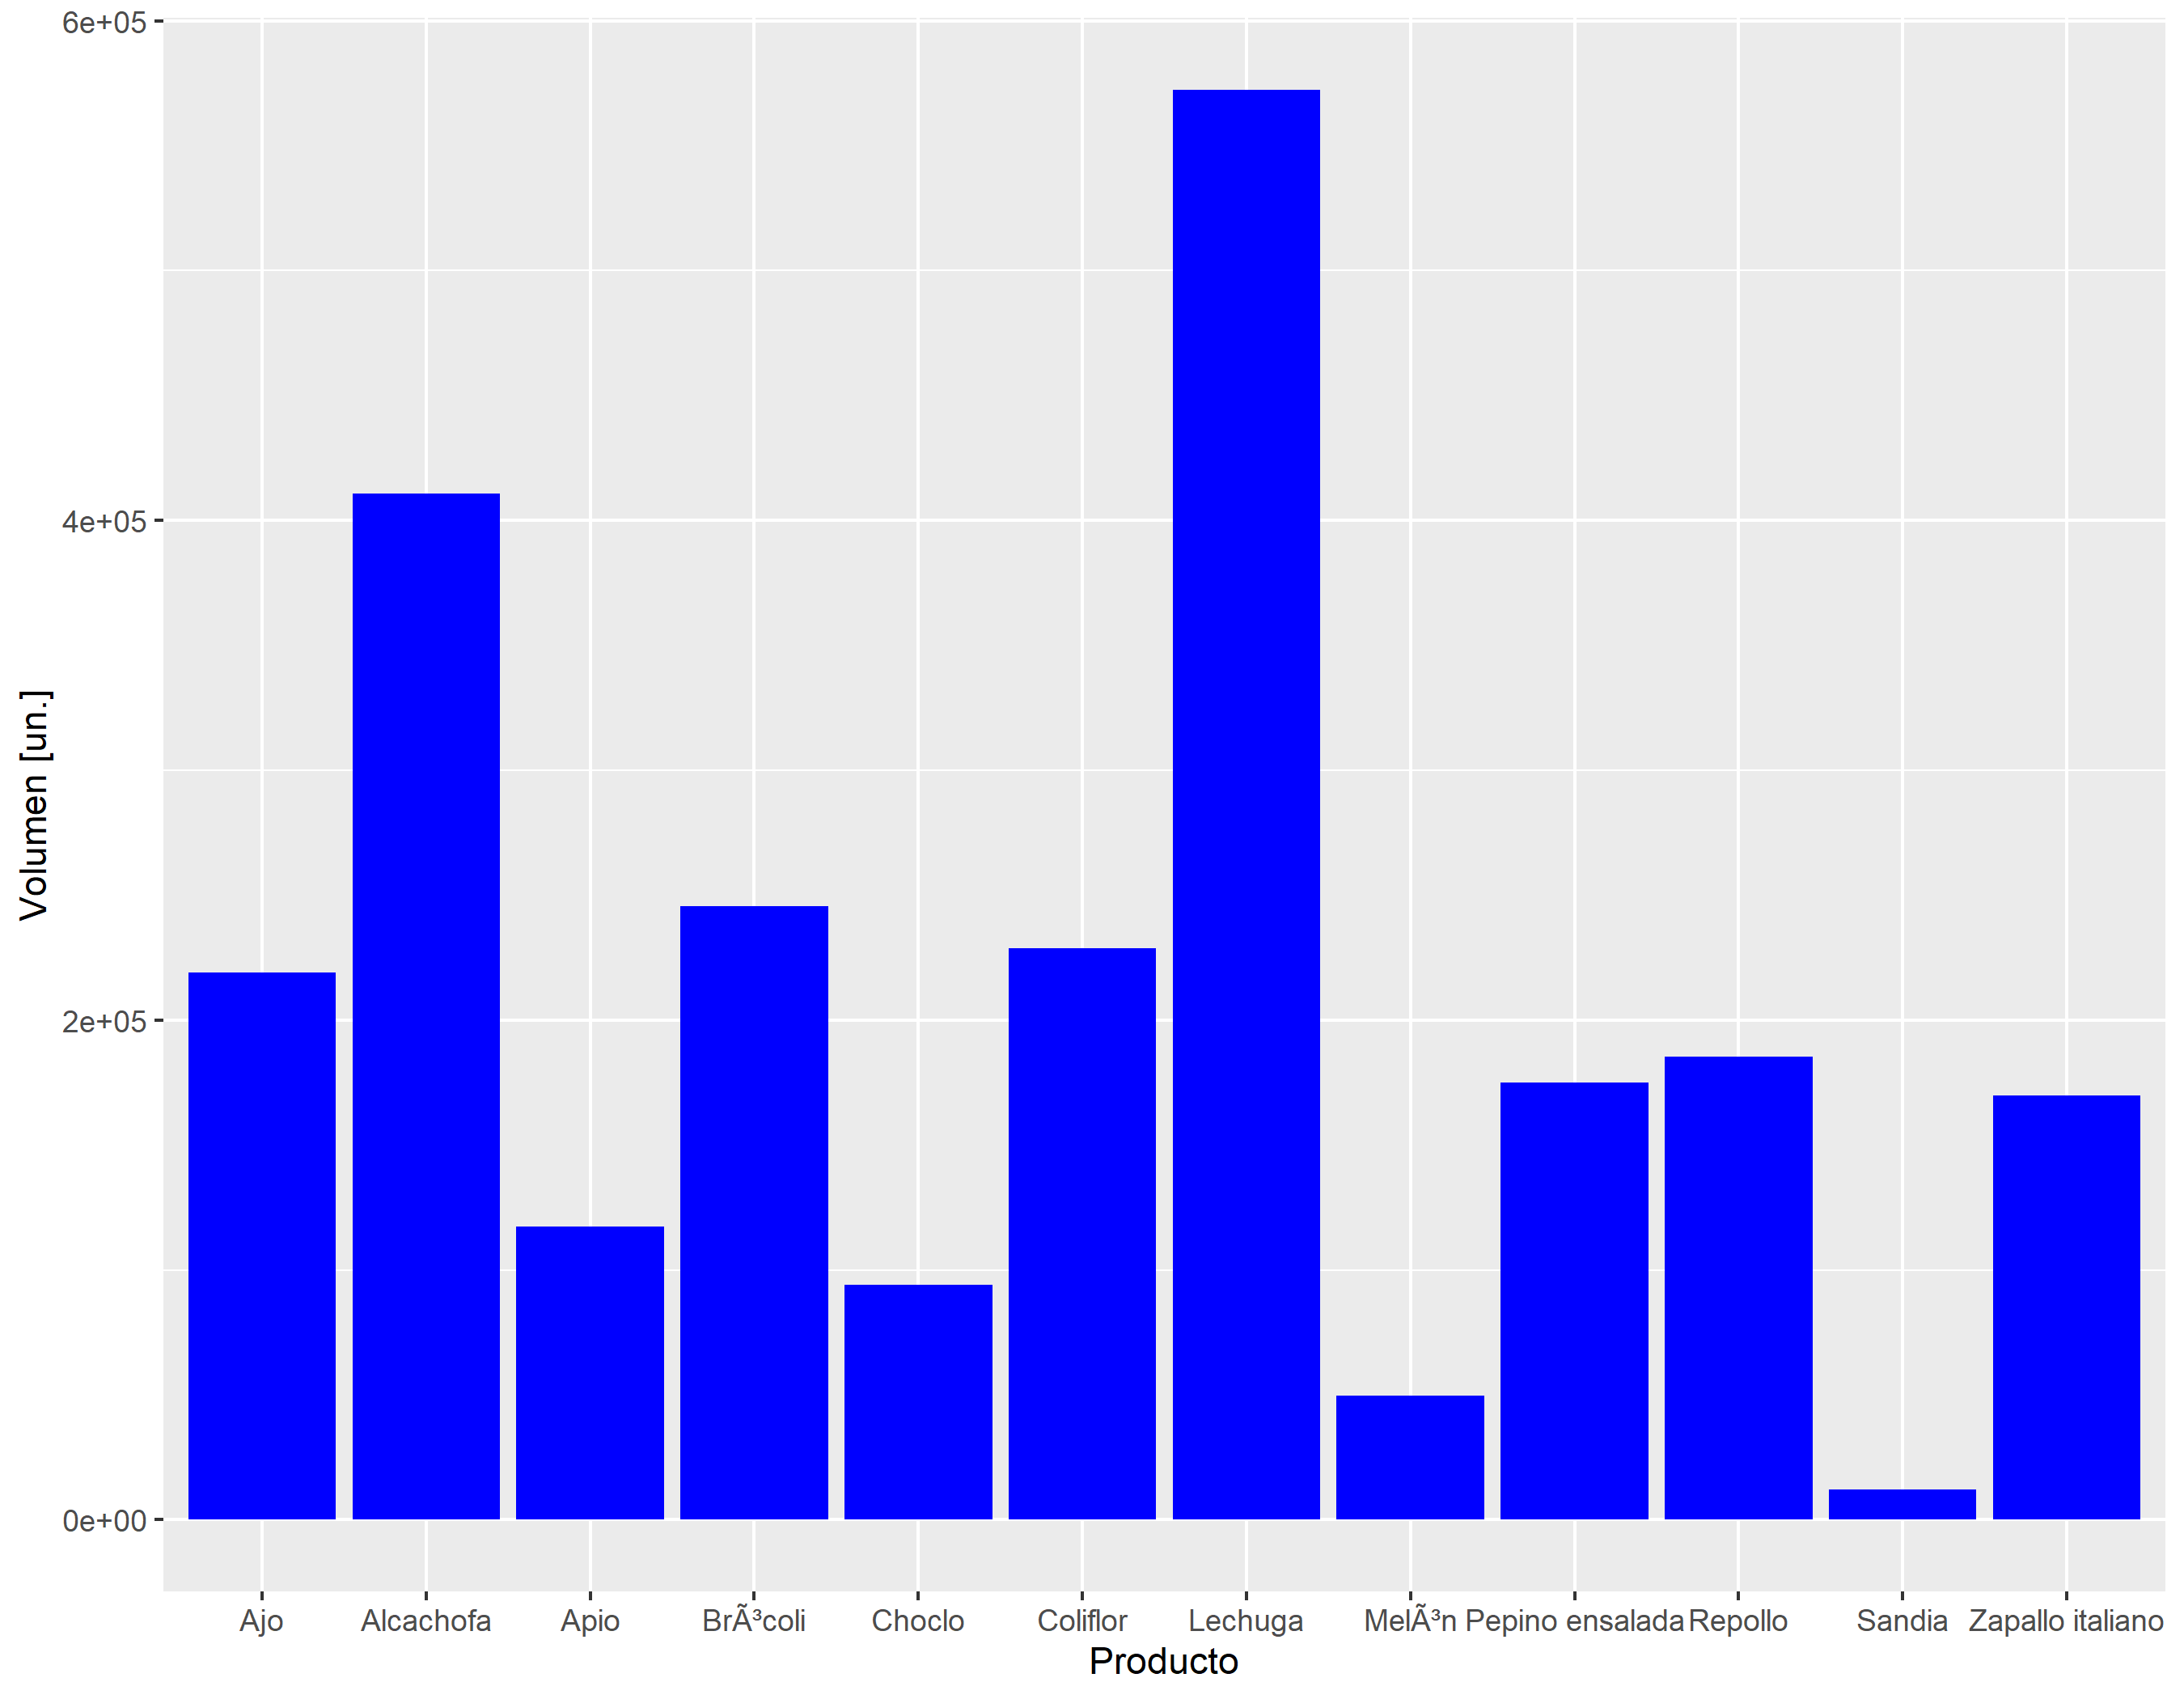 6e+05
4e+05
2e+05
0e+00
Volumen [un.]
Ajo Alcachofa Apio BrÃ³coli Choclo Coliflor Lechuga MelÃ³n Pepino ensalada Repollo Sandia Zapallo italiano
Producto